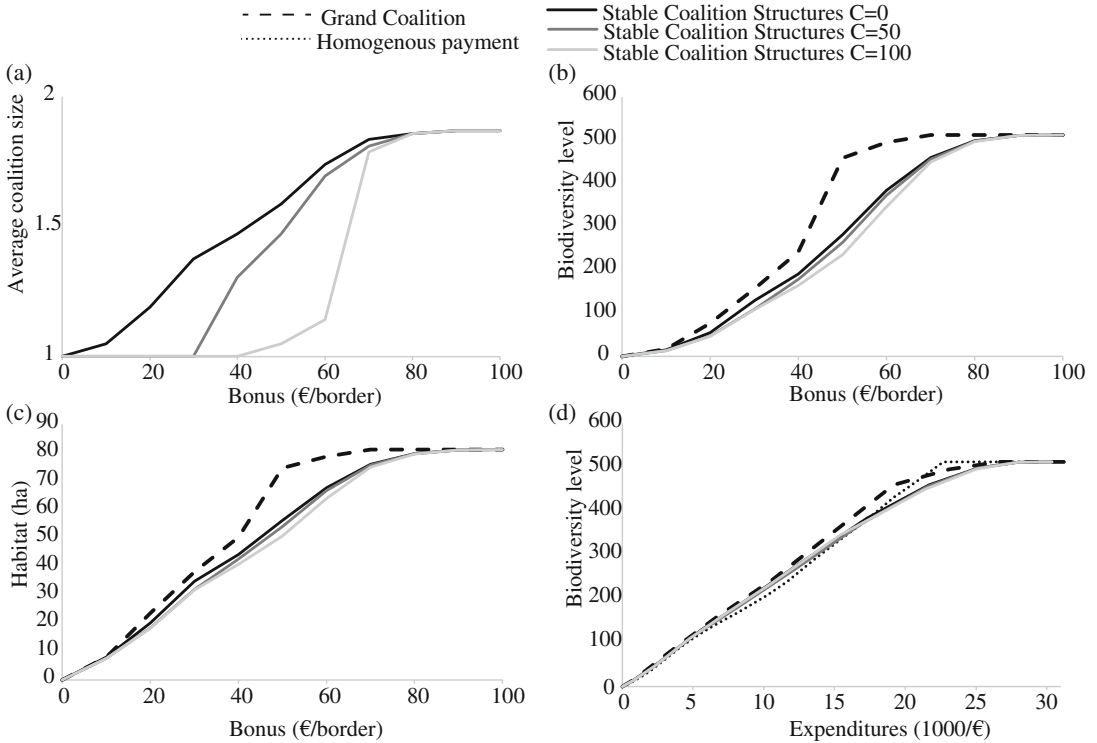 Grand Coalition
Homogenous payment
Stable Coalition Structures C=0
Stable Coalition Structures C=50
Stable Coalition Structures C=100
(a)
Average coalition size
2
1.5
1
0 20 40 60 80 100
Bonus (€/border)
(b)
Biodiversity level
600
500
400
300
200
100
0
0 20 40 60 80 100
Bonus (€/border)
(c)
Habitat (ha)
90
80
70
60
50
40
30
20
10
0
0 20 40 60 80 100
Bonus (€/border)
(d)
Biodiversity level
600
500
400
300
200
100
0
0 5 10 15 20 25 30
Expenditures (1000/€)